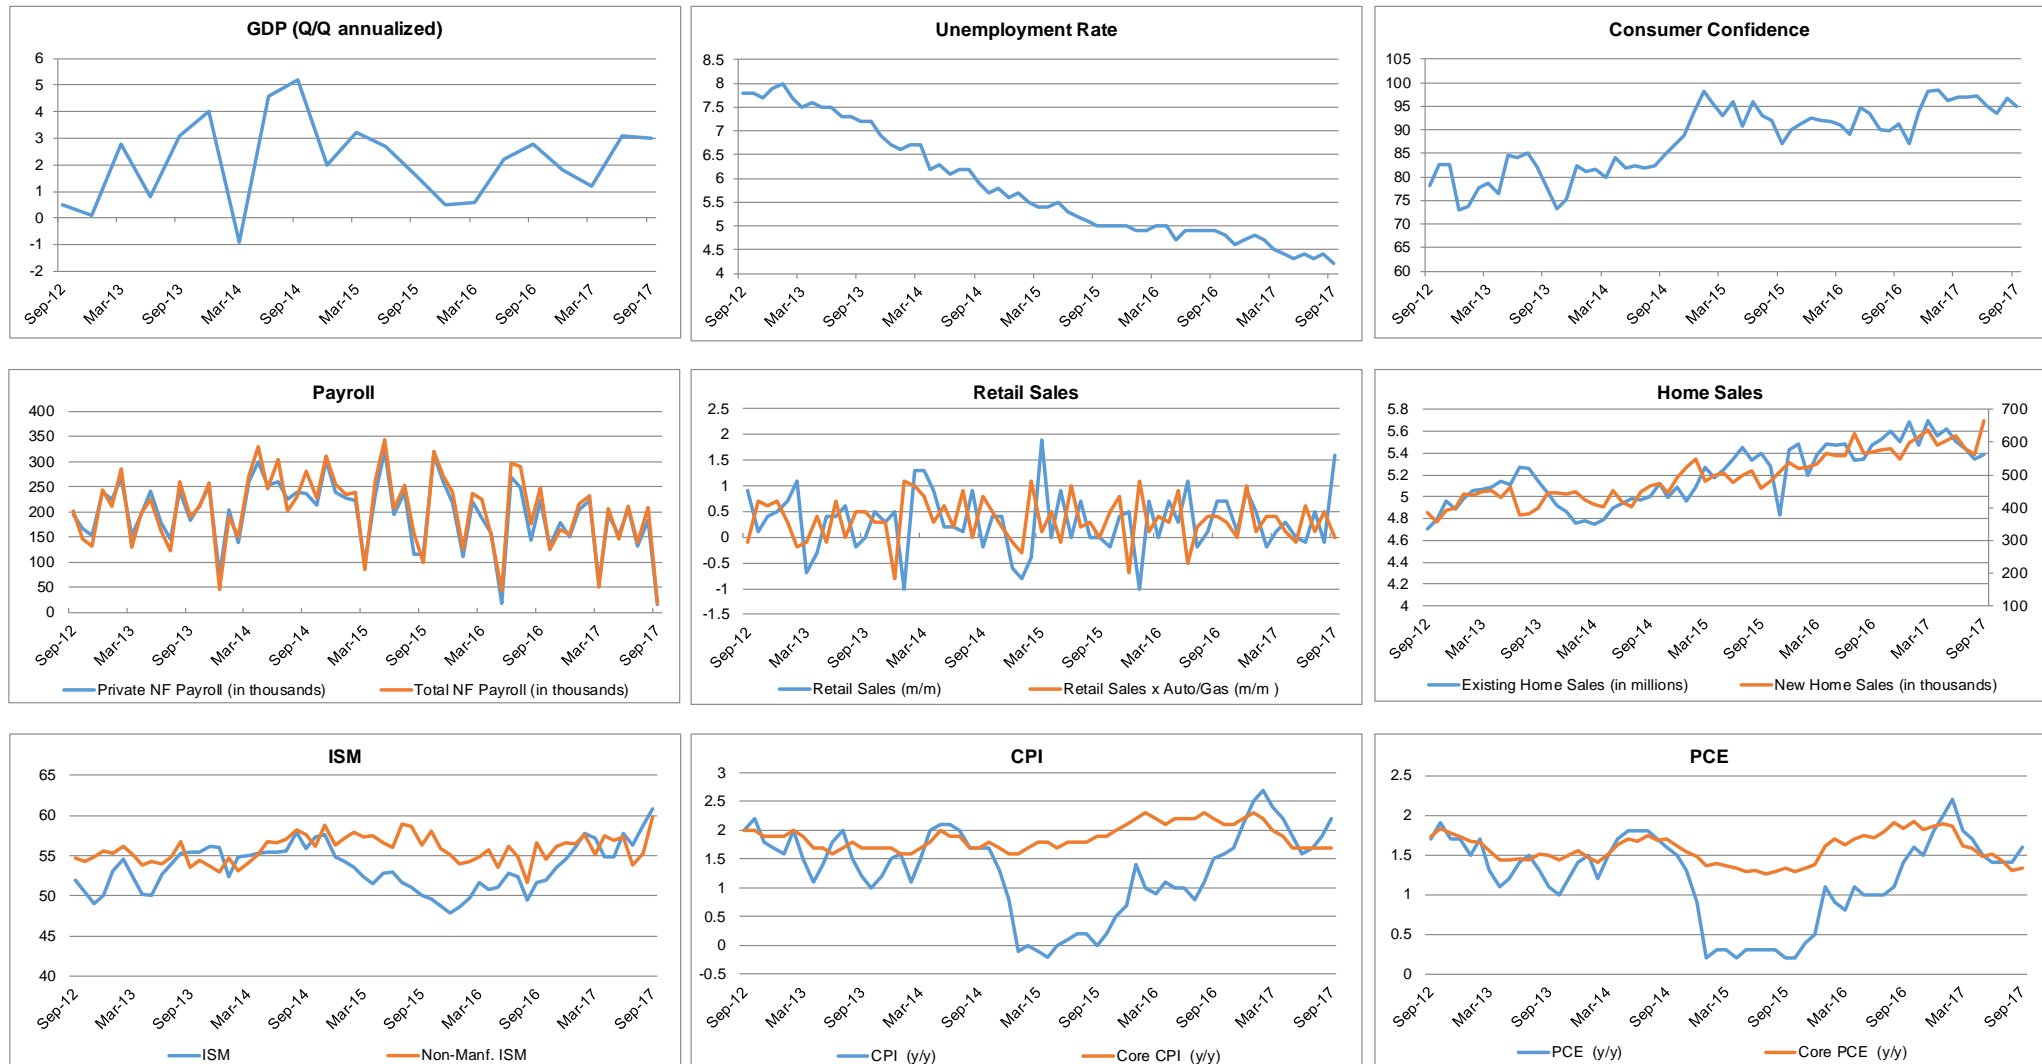 GDP (Q/Q annualized)
6
5
4
3
2
1
0
-1
-2
Sep-12
Mar-13
Sep-13
Mar-14
Sep-14
Mar-15
Sep-15
Mar-16
Sep-16
Mar-17
Sep-17
Unemployment Rate
8.5
8
7.5
7
6.5
6
5.5
5
4.5
4
Sep-12
Mar-13
Sep-13
Mar-14
Sep-14
Mar-15
Sep-15
Mar-16
Sep-16
Mar-17
Sep-17
Consumer Confidence
105
100
95
90
85
80
75
70
65
60
Sep-12
Mar-13
Sep-13
Mar-14
Sep-14
Mar-15
Sep-15
Mar-16
Sep-16
Mar-17
Sep-17
Payroll
400
350
300
250
200
150
100
50
0
Sep-12
Mar-13
Sep-13
Mar-14
Sep-14
Mar-15
Sep-15
Mar-16
Sep-16
Mar-17
Sep-17
Private NF Payroll (in thousands)
Total NF Payroll (in thousands)
Retail Sales
2.5
2
1.5
1
0.5
0
-0.5
-1
-1.5
Sep-12
Mar-13
Sep-13
Mar-14
Sep-14
Mar-15
Sep-15
Mar-16
Sep-16
Mar-17
Sep-17
Retail Sales (m/m)
Retail Sales x Auto/Gas (m/m )
Home Sales
5.8
5.6
5.4
5.2
5
4.8
4.6
4.4
4.2
4
700
600
500
400
300
200
100
Sep-12
Mar-13
Sep-13
Mar-14
Sep-14
Mar-15
Sep-15
Mar-16
Sep-16
Mar-17
Sep-17
Existing Home Sales (in millions)
New Home Sales (in thousands)
ISM
65
60
55
50
45
40
Sep-12
Mar-13
Sep-13
Mar-14
Sep-14
Mar-15
Sep-15
Mar-16
Sep-16
Mar-17
Sep-17
ISM
Non-Manf. ISM
CPI
3
2.5
2
1.5
1
0.5
0
-0.5
Sep-12
Mar-13
Sep-13
Mar-14
Sep-14
Mar-15
Sep-15
Mar-16
Sep-16
Mar-17
Sep-17
CPI (y/y)
Core CPI (y/y)
PCE
2.5
2
1.5
1
0.5
0
Sep-12
Mar-13
Sep-13
Mar-14
Sep-14
Mar-15
Sep-15
Mar-16
Sep-16
Mar-17
Sep-17
PCE (y/y)
Core PCE (y/y)